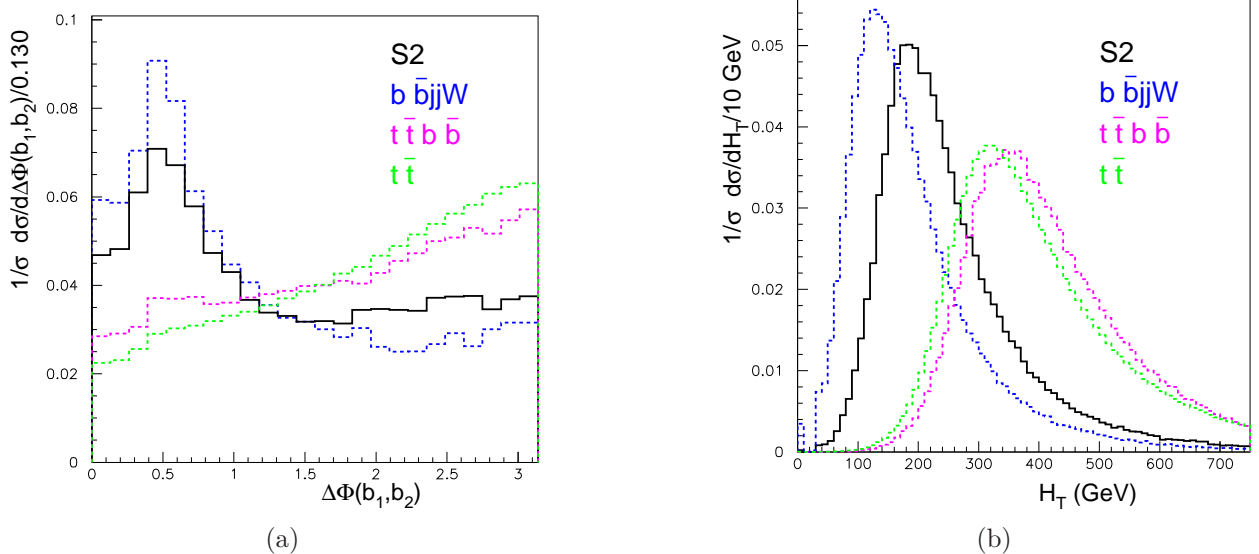 1/σ dσ/dΔΦ(b₁,b₂)/0.130
0.1
0.08
0.06
0.04
0.02
0
S2
b b̄jjW
t t̄ b b̄
t t̄
0 0.5 1 1.5 2 2.5 3
ΔΦ(b₁,b₂)
(a)
1/σ dσ/dH_T/10 GeV
0.05
0.04
0.03
0.02
0.01
0
S2
b b̄jjW
t t̄ b b̄
t t̄
0 100 200 300 400 500 600 700
H_T (GeV)
(b)